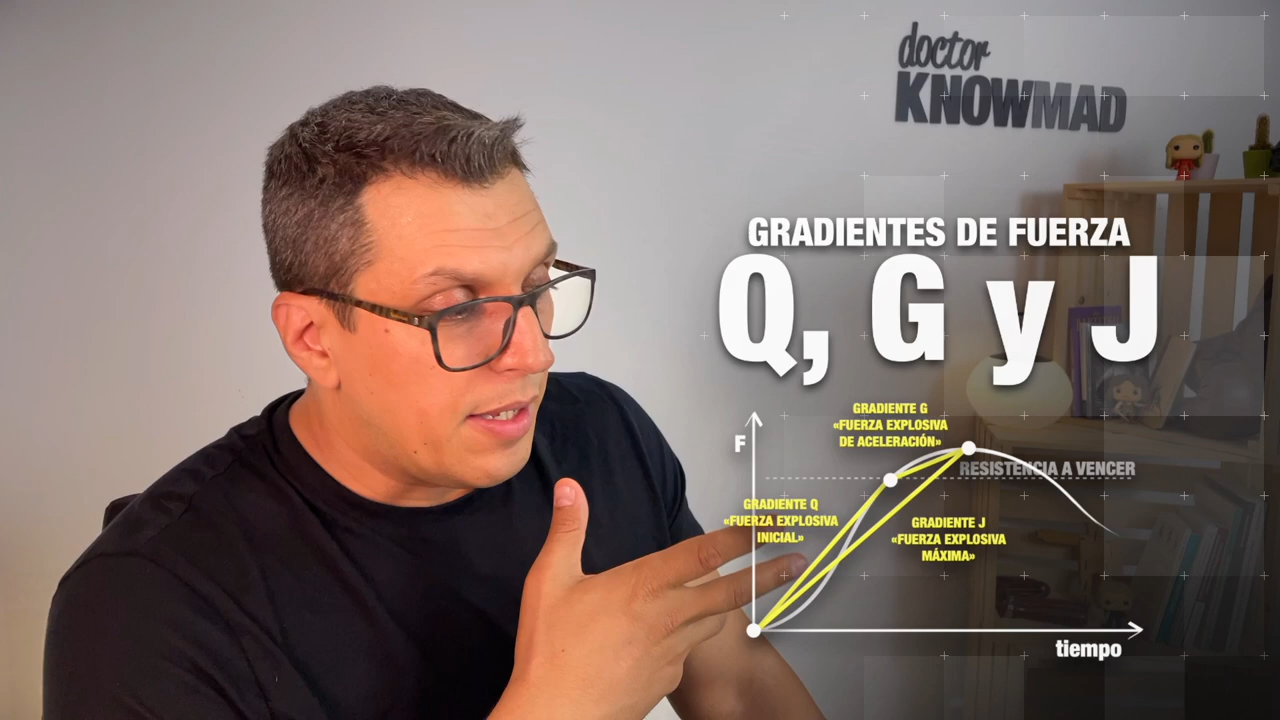 doctor
KNOWMAD
GRADIENTES DE FUERZA
Q, G y J
GRADIENTE G
«FUERZA EXPLOSIVA
DE ACELERACIÓN»
F
RESISTENCIA A VENCER
GRADIENTE Q
«FUERZA EXPLOSIVA
INICIAL»
GRADIENTE J
«FUERZA EXPLOSIVA
MÁXIMA»
tiempo